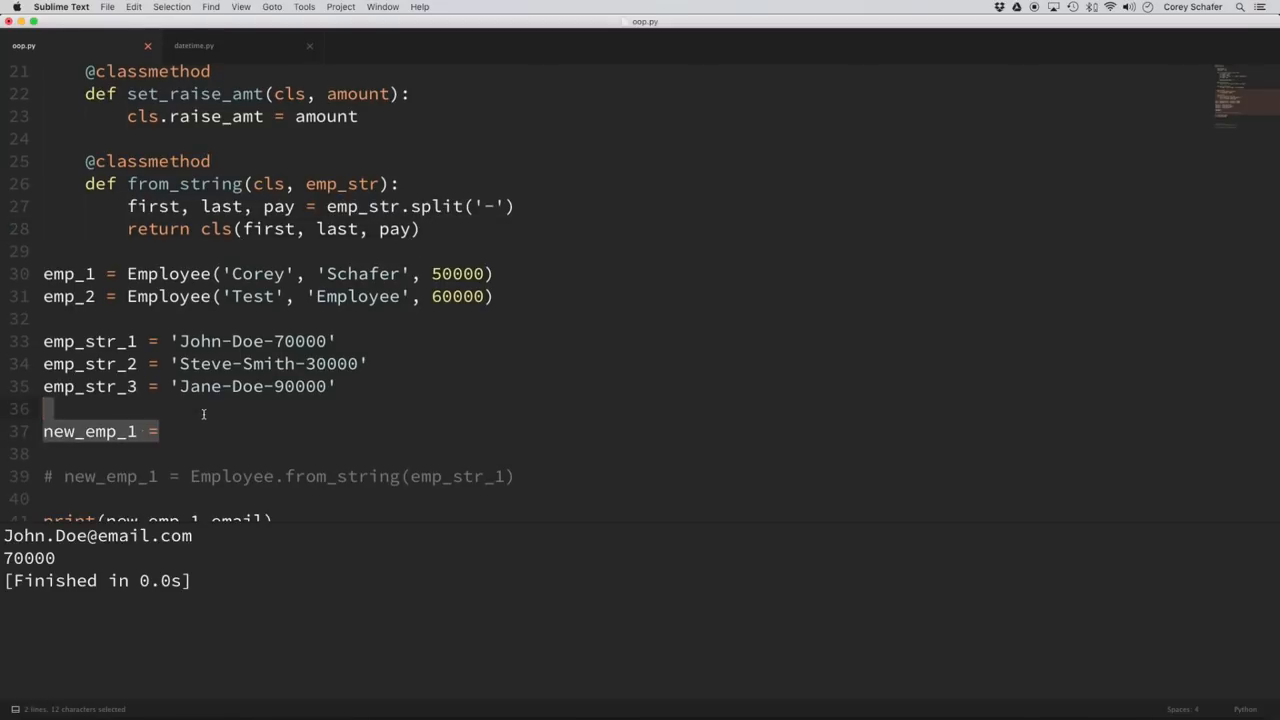 Sublime Text File Edit Selection Find View Goto Tools Project Window Help Corey Schafer
oop.py
oop.py datetime.py
21 @classmethod
22 def set_raise_amt(cls, amount):
23 cls.raise_amt = amount
24
25 @classmethod
26 def from_string(cls, emp_str):
27 first, last, pay = emp_str.split('-')
28 return cls(first, last, pay)
29
30 emp_1 = Employee('Corey', 'Schafer', 50000)
31 emp_2 = Employee('Test', 'Employee', 60000)
32
33 emp_str_1 = 'John-Doe-70000'
34 emp_str_2 = 'Steve-Smith-30000'
35 emp_str_3 = 'Jane-Doe-90000'
36
37 new_emp_1 =
38
39 # new_emp_1 = Employee.from_string(emp_str_1)
40
41 print(new_emp_1.email)
John.Doe@email.com
70000
[Finished in 0.0s]
2 lines, 12 characters selected Spaces: 4 Python